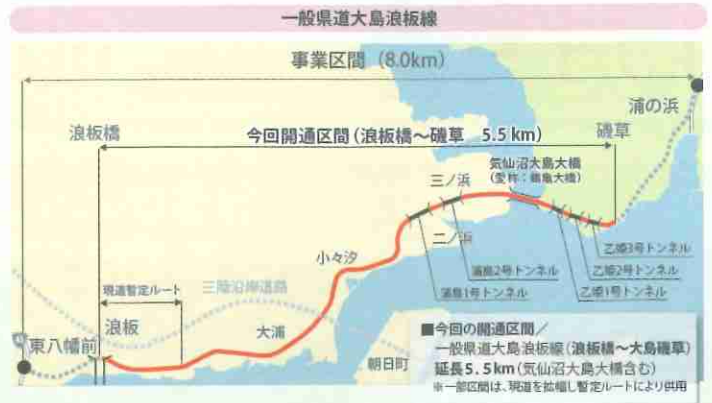 一般県道大島浪板線
事業区間（8.0km）
浦の浜
浪板橋
今回開通区間（浪板橋〜磯草　5.5km）
磯草
気仙沼大島大橋
（愛称：鶴亀大橋）
三ノ浜
二ノ浜
乙姫3号トンネル
小々汐
浦島2号トンネル
乙姫2号トンネル
現道暫定ルート
三陸沿岸道路
浦島1号トンネル
乙姫1号トンネル
浪板
大浦
東八幡前
朝日町
■今回の開通区間／
一般県道大島浪板線（浪板橋〜大島磯草）
延長5.5km（気仙沼大島大橋含む）
※一部区間は、現道を拡幅し暫定ルートにより供用